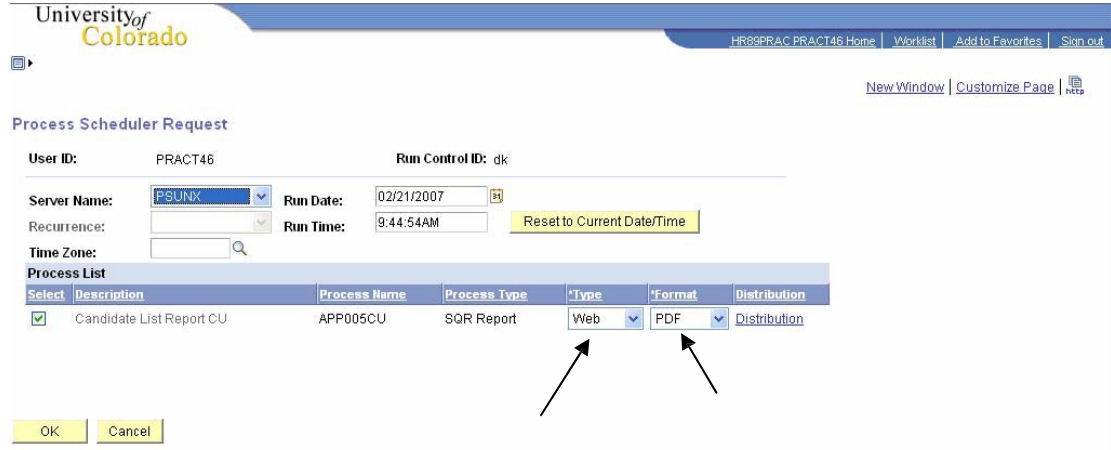 University of Colorado
HR89PRAC PRACT46 Home | Worklist | Add to Favorites | Sign out
New Window | Customize Page | http
Process Scheduler Request
User ID: PRACT46 Run Control ID: dk
Server Name: PSUNX Run Date: 02/21/2007 31
Recurrence: Run Time: 9:44:54AM Reset to Current Date/Time
Time Zone:
Process List
Select Description Process Name Process Type *Type *Format Distribution
Candidate List Report CU APP005CU SQR Report Web PDF Distribution
OK Cancel